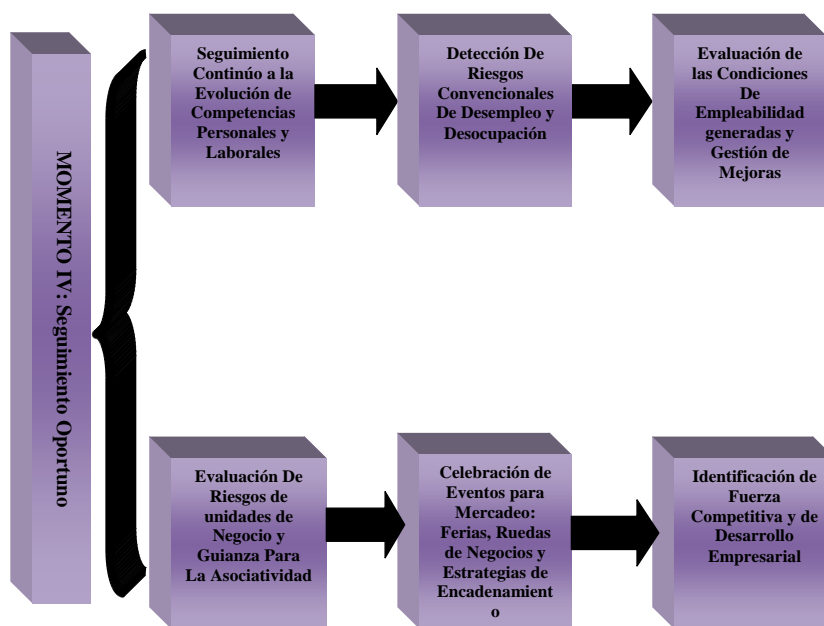 MOMENTO IV: Seguimiento Oportuno
Seguimiento
Continúo a la
Evolución de
Competencias
Personales y
Laborales
Detección De
Riesgos
Convencionales
De Desempleo y
Desocupación
Evaluación de
las Condiciones
De
Empleabilidad
generadas y
Gestión de
Mejoras
Evaluación De
Riesgos de
unidades de
Negocio y
Guianza Para
La Asociatividad
Celebración de
Eventos para
Mercadeo:
Ferias, Ruedas
de Negocios y
Estrategias de
Encadenamient
o
Identificación de
Fuerza
Competitiva y de
Desarrollo
Empresarial